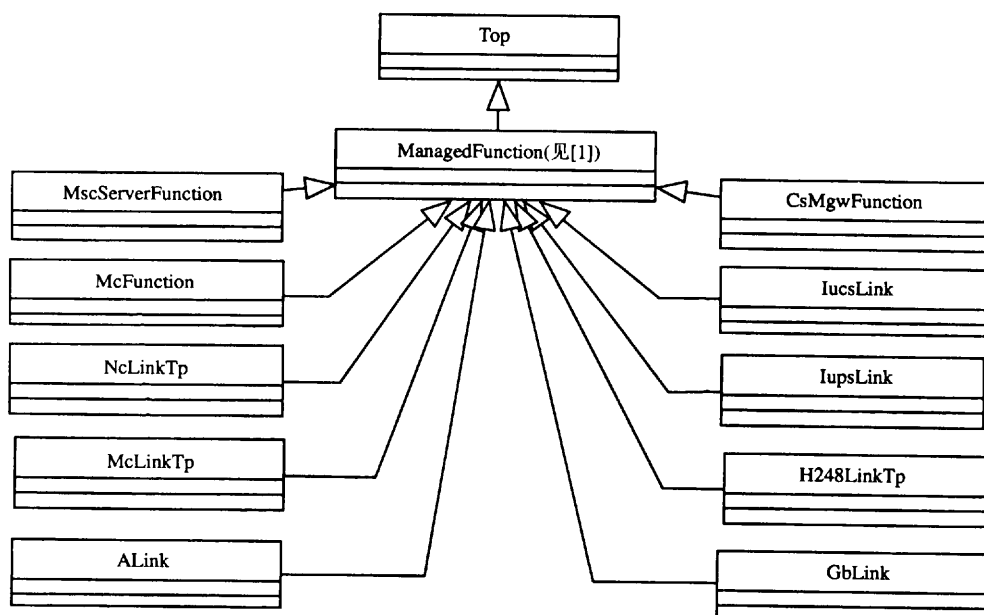 Top
ManagedFunction(见[1])
MscServerFunction
CsMgwFunction
McFunction
IucsLink
NcLinkTp
IupsLink
McLinkTp
H248LinkTp
ALink
GbLink